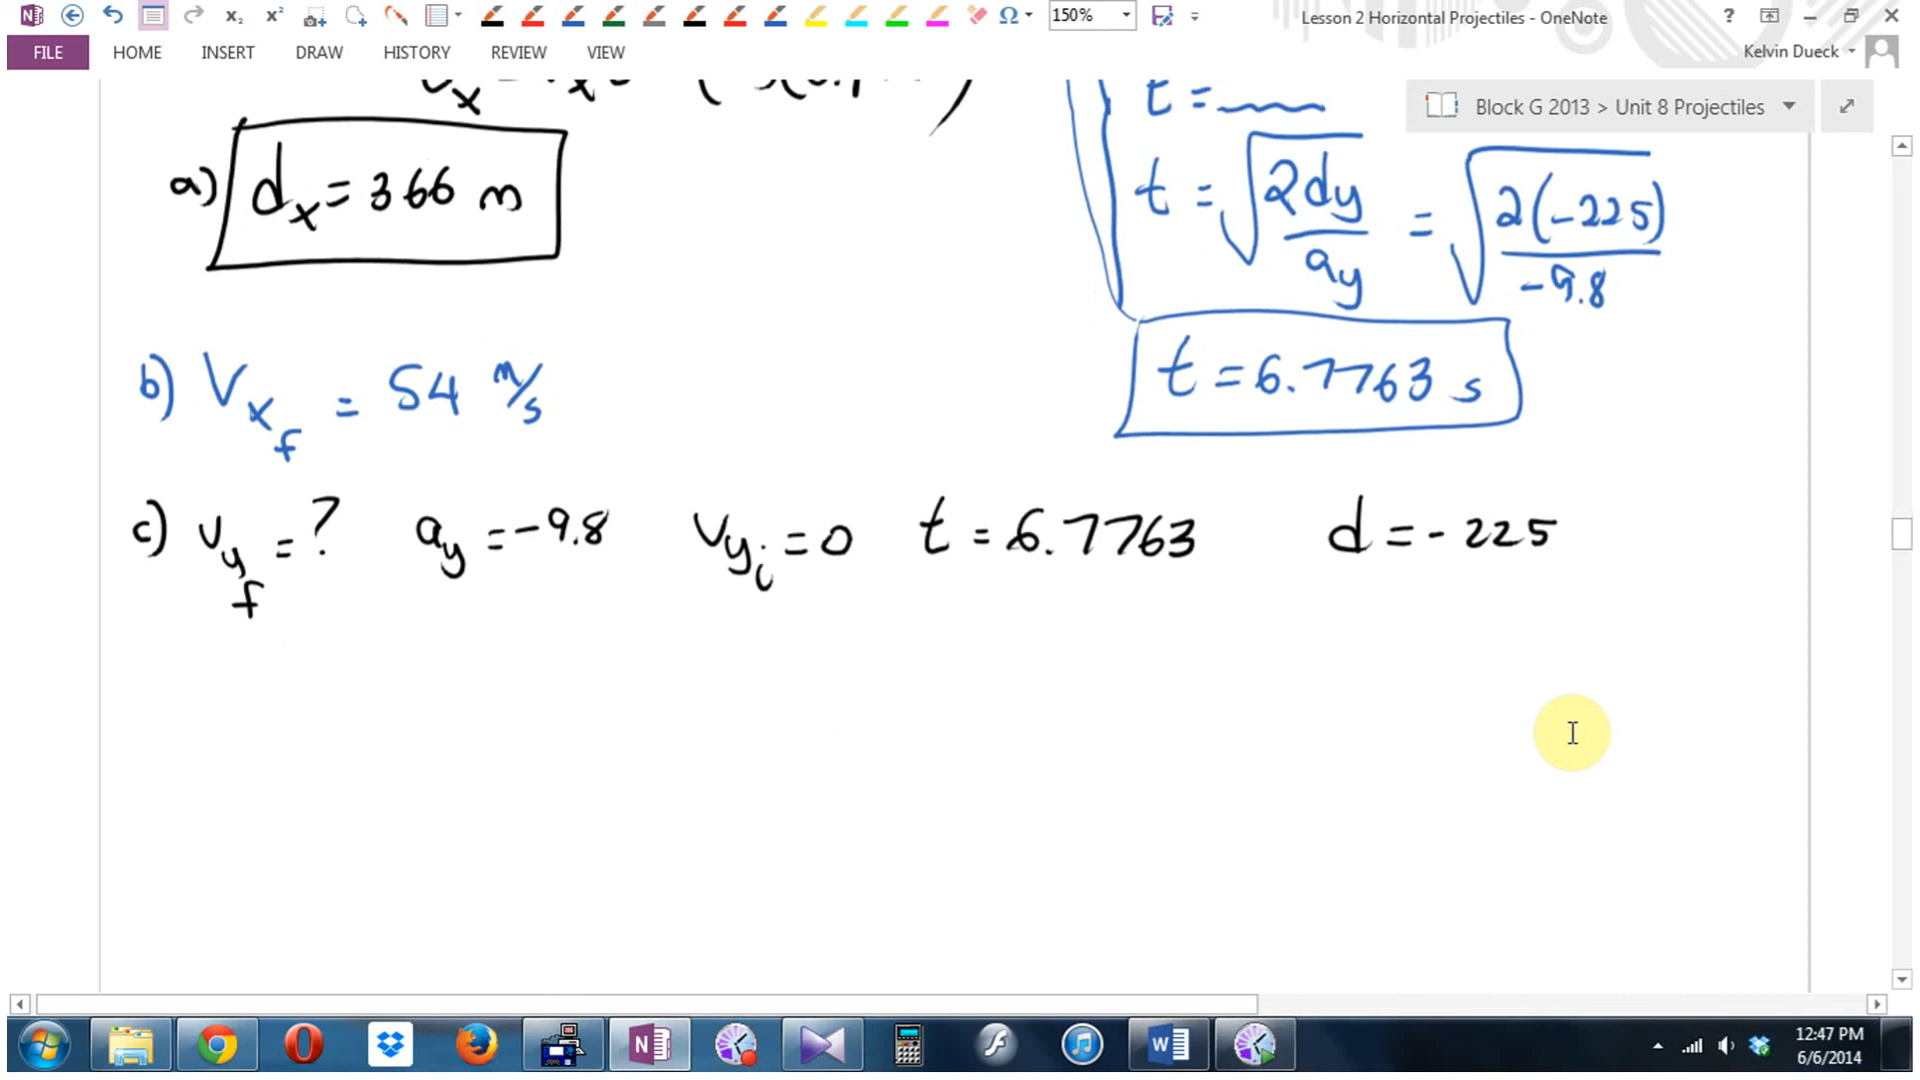 150%
Lesson 2 Horizontal Projectiles - OneNote
FILE HOME INSERT DRAW HISTORY REVIEW VIEW
Kelvin Dueck
Block G 2013 > Unit 8 Projectiles
t =
a) dx = 366 m
t = √(2dy/ay) = √(2(-225)/-9.8)
t = 6.7763 s
b) Vxf = 54 m/s
c) vyf = ? ay = -9.8 Vyi = 0 t = 6.7763 d = -225
12:47 PM
6/6/2014